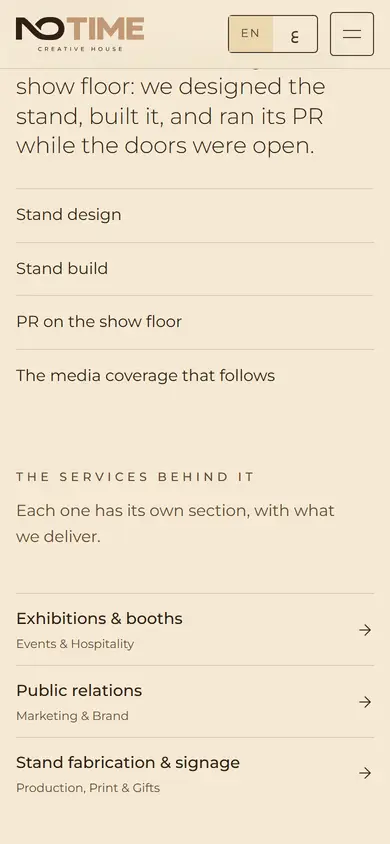 NOTIME
CREATIVE HOUSE
EN
ع
show floor: we designed the
stand, built it, and ran its PR
while the doors were open.
Stand design
Stand build
PR on the show floor
The media coverage that follows
THE SERVICES BEHIND IT
Each one has its own section, with what
we deliver.
Exhibitions & booths
Events & Hospitality
Public relations
Marketing & Brand
Stand fabrication & signage
Production, Print & Gifts